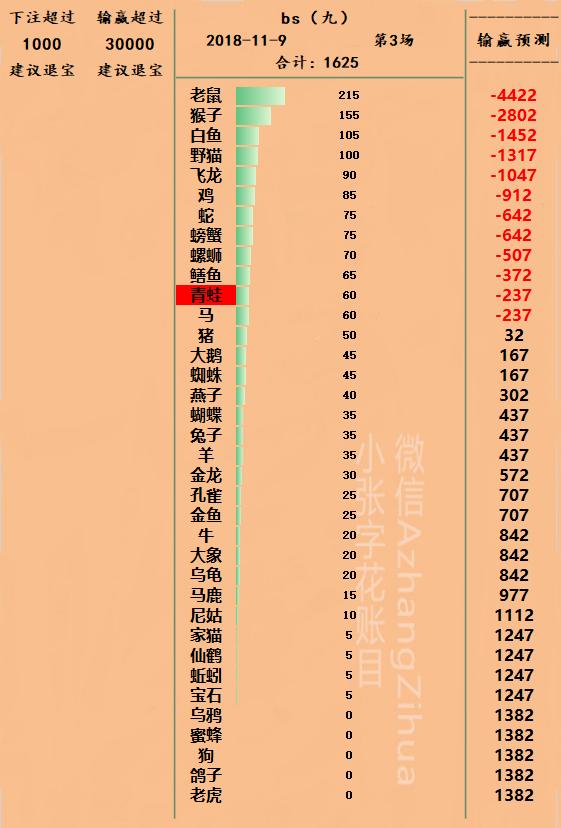 下注超过 输赢超过
1000 30000
建议退宝 建议退宝
bs（九）
2018-11-9 第3场
合计：1625
输赢预测
老鼠 215 -4422
猴子 155 -2802
白鱼 105 -1452
野猫 100 -1317
飞龙 90 -1047
鸡 85 -912
蛇 75 -642
螃蟹 75 -642
螺蛳 70 -507
鳝鱼 65 -372
青蛙 60 -237
马 60 -237
猪 50 32
大鹅 45 167
蜘蛛 45 167
燕子 40 302
蝴蝶 35 437
兔子 35 437
羊 35 437
金龙 30 572
孔雀 25 707
金鱼 25 707
牛 20 842
大象 20 842
乌龟 20 842
马鹿 15 977
尼姑 10 1112
家猫 5 1247
仙鹤 5 1247
蚯蚓 5 1247
宝石 5 1247
乌鸦 0 1382
蜜蜂 0 1382
狗 0 1382
鸽子 0 1382
老虎 0 1382
微信AzhangZihua
小张字花账目